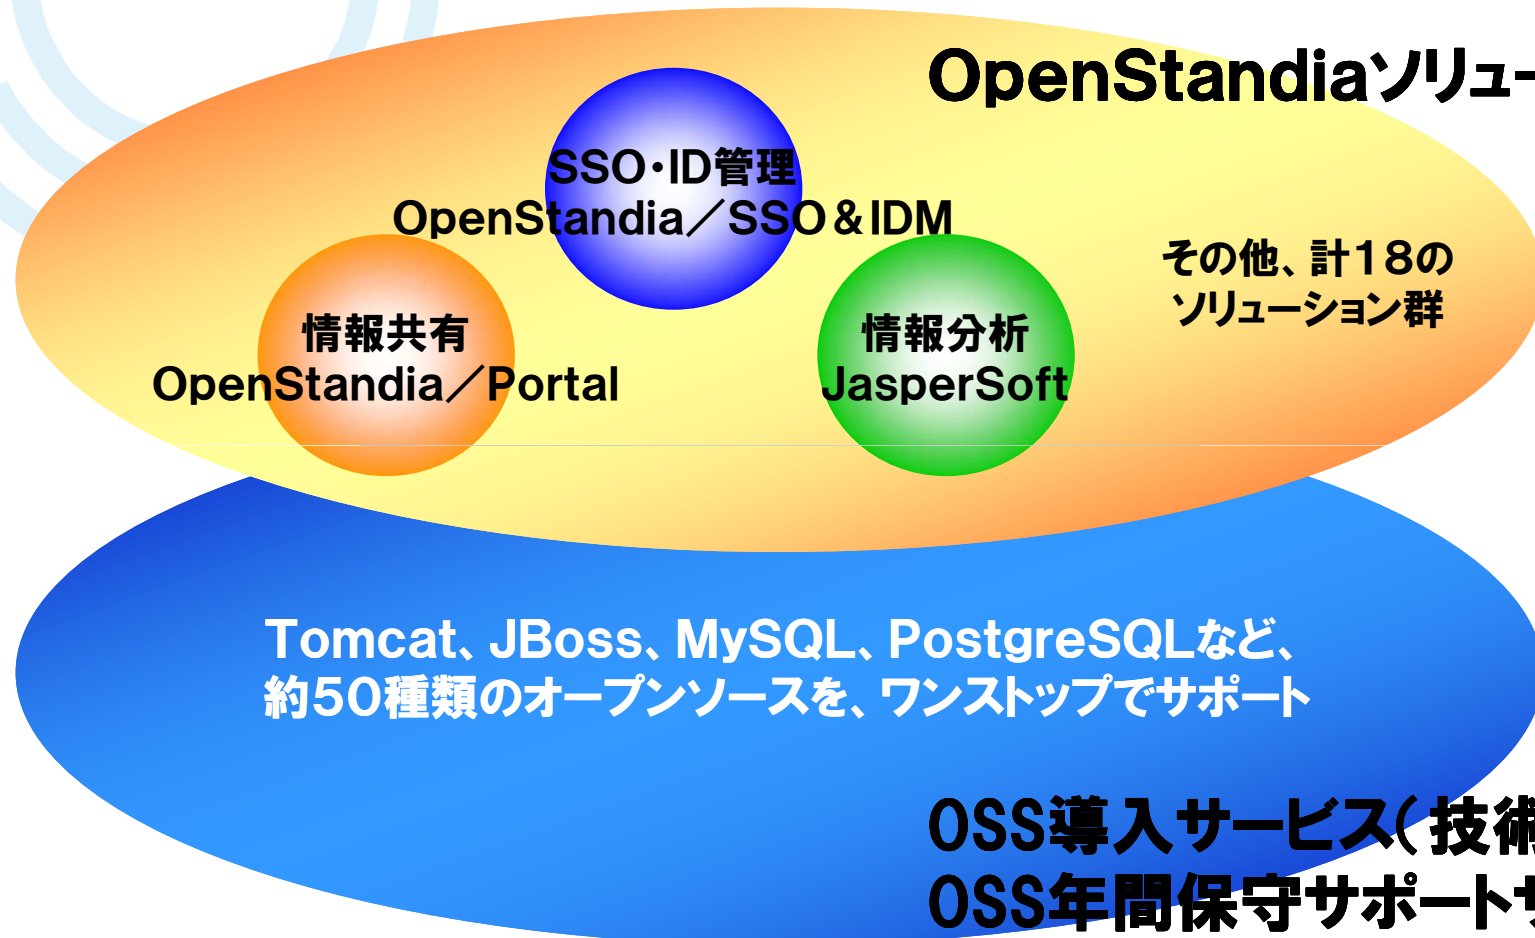 OpenStandiaソリュー
SSO・ID管理
OpenStandia／SSO＆IDM
その他、計１８の
ソリューション群
情報共有
OpenStandia／Portal
情報分析
JasperSoft
Tomcat、JBoss、MySQL、PostgreSQLなど、
約50種類のオープンソースを、ワンストップでサポート
OSS導入サービス（技術
OSS年間保守サポートサ